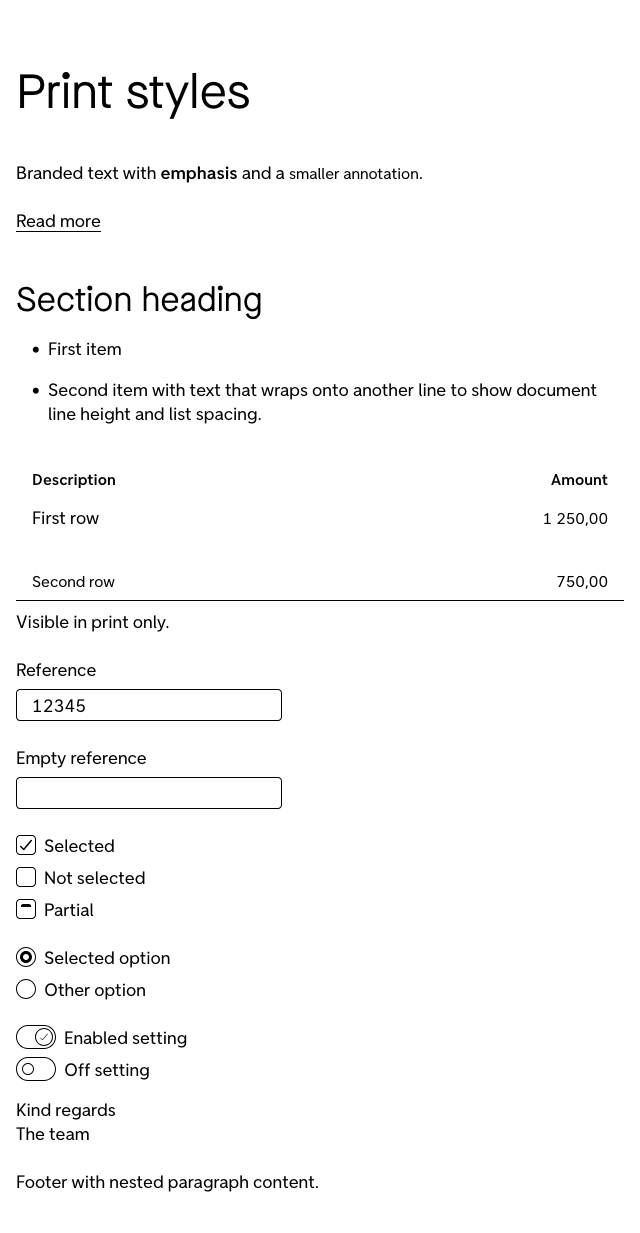 Print styles
Branded text with emphasis and a smaller annotation.
Read more
Section heading
• First item
• Second item with text that wraps onto another line to show document
line height and list spacing.
Description Amount
First row 1 250,00
Second row 750,00
Visible in print only.
Reference
12345
Empty reference
Selected
Not selected
Partial
Selected option
Other option
Enabled setting
Off setting
Kind regards
The team
Footer with nested paragraph content.